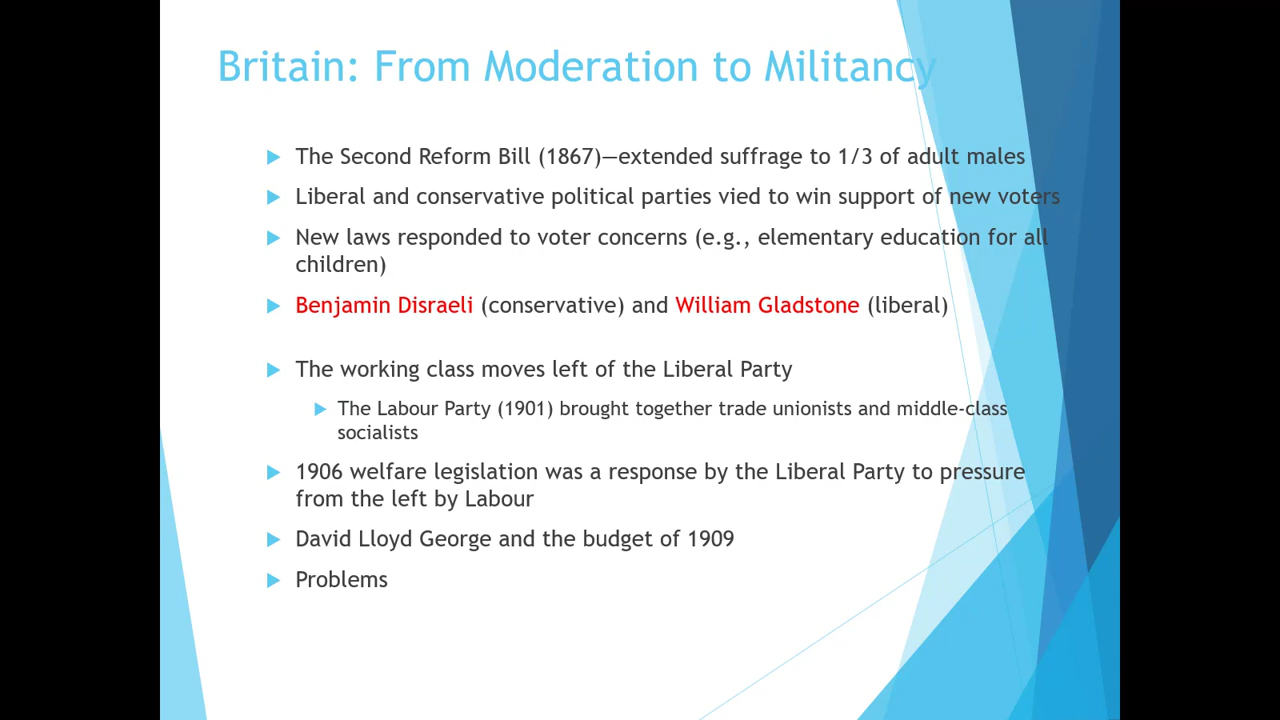 Britain: From Moderation to Militancy
The Second Reform Bill (1867)—extended suffrage to 1/3 of adult males
Liberal and conservative political parties vied to win support of new voters
New laws responded to voter concerns (e.g., elementary education for all
children)
Benjamin Disraeli (conservative) and William Gladstone (liberal)
The working class moves left of the Liberal Party
The Labour Party (1901) brought together trade unionists and middle-class
socialists
1906 welfare legislation was a response by the Liberal Party to pressure
from the left by Labour
David Lloyd George and the budget of 1909
Problems